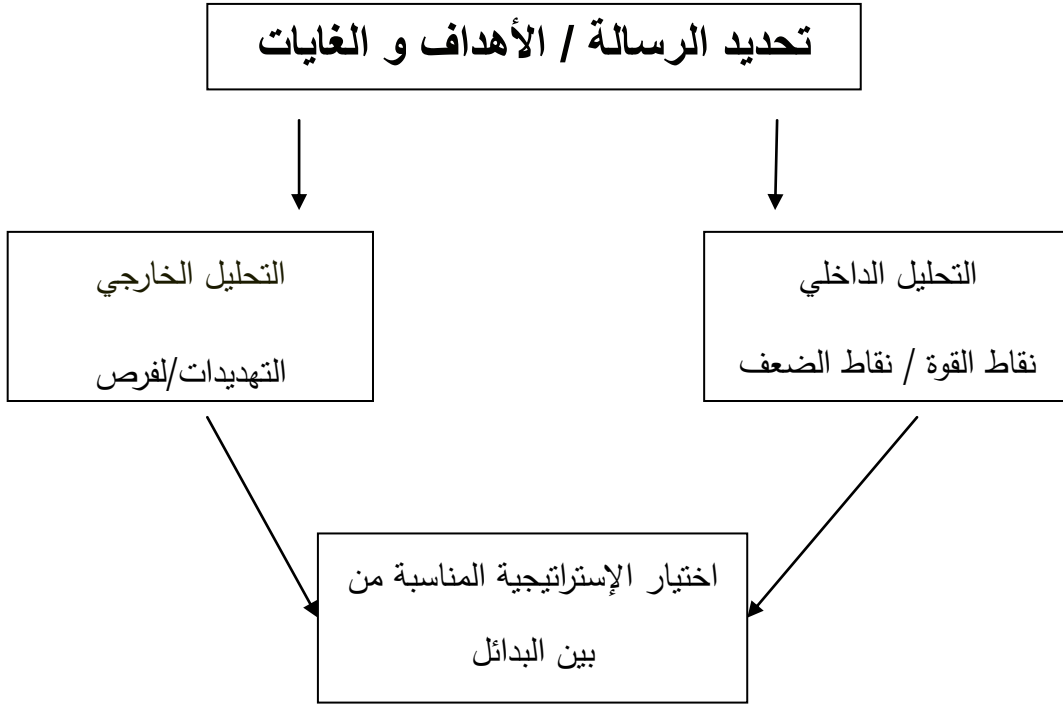 تحديد الرسالة / الأهداف و الغايات
التحليل الداخلي
نقاط القوة / نقاط الضعف
التحليل الخارجي
التهديدات/لفرص
اختيار الإستراتيجية المناسبة من
بين البدائل